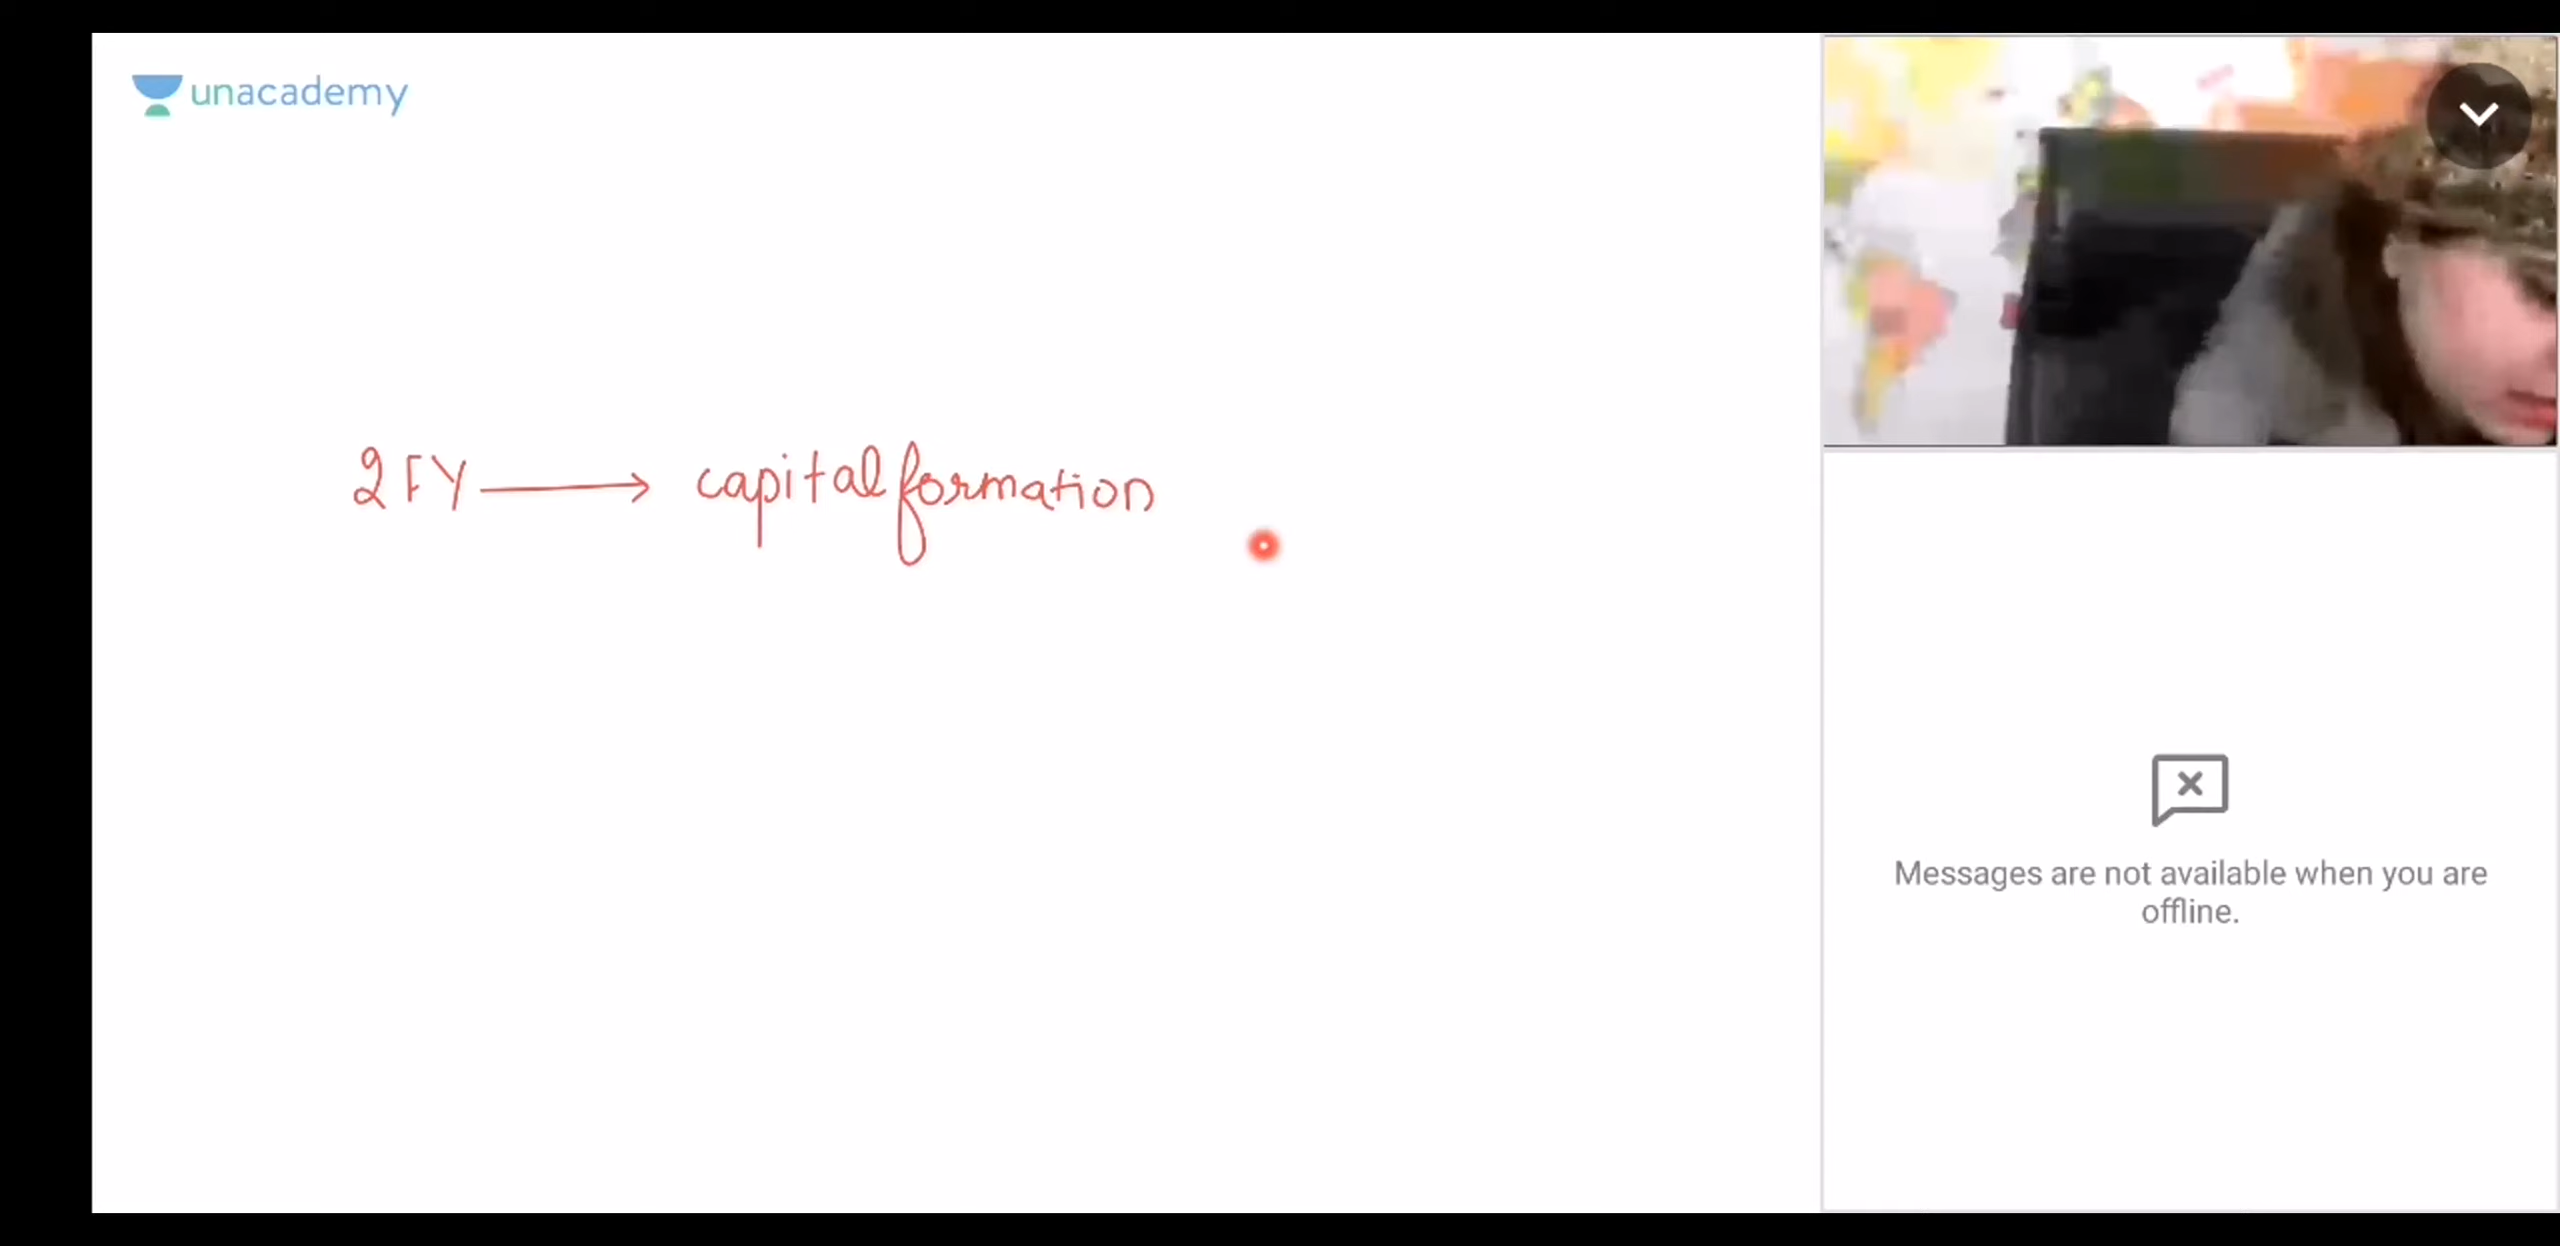 unacademy
2FY → capital formation
Messages are not available when you are
offline.